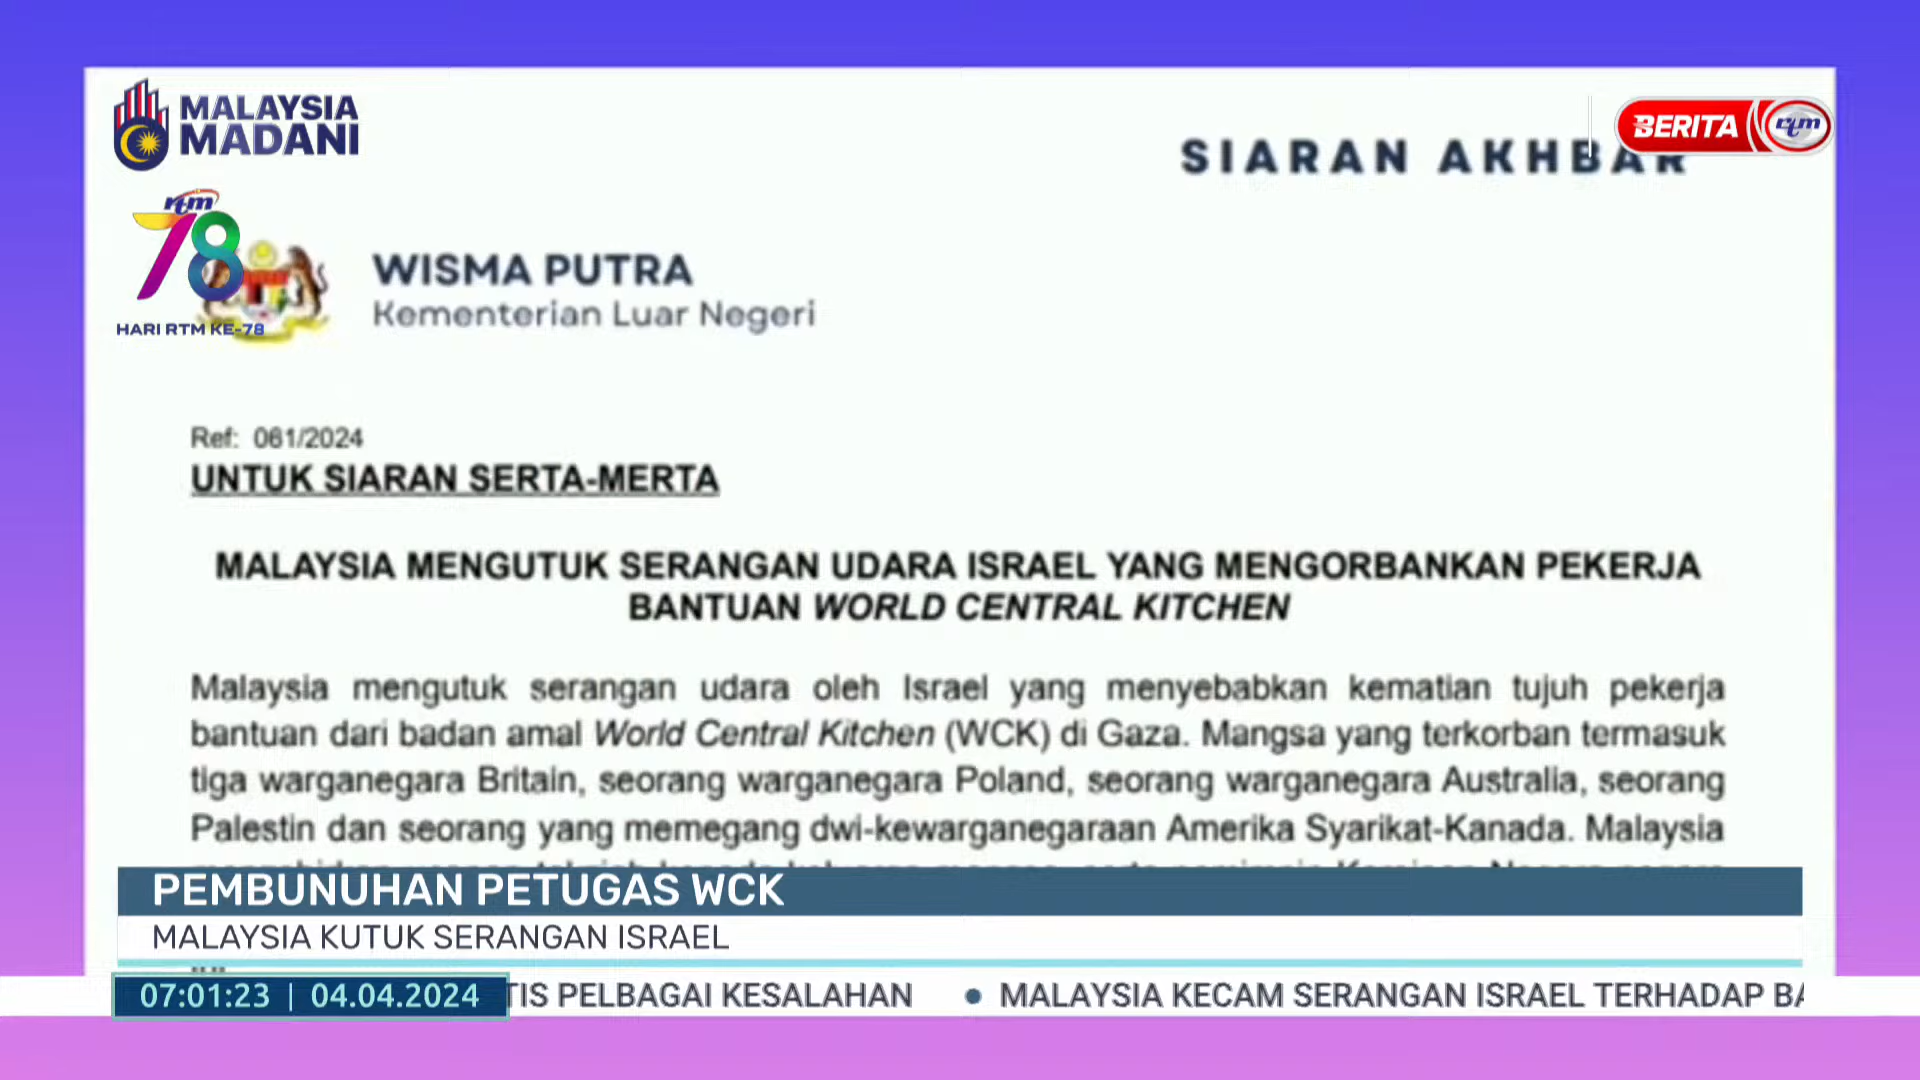 MALAYSIA
MADANI
SIARAN AKHBAR
BERITA rtm
rtm
78
HARI RTM KE-78
WISMA PUTRA
Kementerian Luar Negeri
Ref: 061/2024
UNTUK SIARAN SERTA-MERTA
MALAYSIA MENGUTUK SERANGAN UDARA ISRAEL YANG MENGORBANKAN PEKERJA
BANTUAN WORLD CENTRAL KITCHEN
Malaysia mengutuk serangan udara oleh Israel yang menyebabkan kematian tujuh pekerja
bantuan dari badan amal World Central Kitchen (WCK) di Gaza. Mangsa yang terkorban termasuk
tiga warganegara Britain, seorang warganegara Poland, seorang warganegara Australia, seorang
Palestin dan seorang yang memegang dwi-kewarganegaraan Amerika Syarikat-Kanada. Malaysia
PEMBUNUHAN PETUGAS WCK
MALAYSIA KUTUK SERANGAN ISRAEL
07:01:23 | 04.04.2024 TIS PELBAGAI KESALAHAN • MALAYSIA KECAM SERANGAN ISRAEL TERHADAP BA